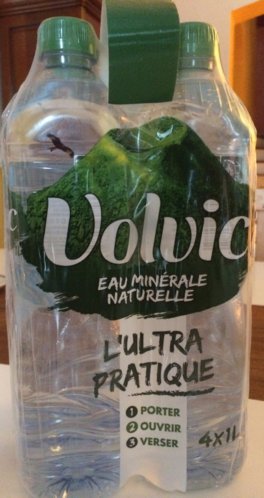 Volvic
EAU MINÉRALE
NATURELLE
L'ULTRA
PRATIQUE
1 PORTER
2 OUVRIR
3 VERSER
4x1L